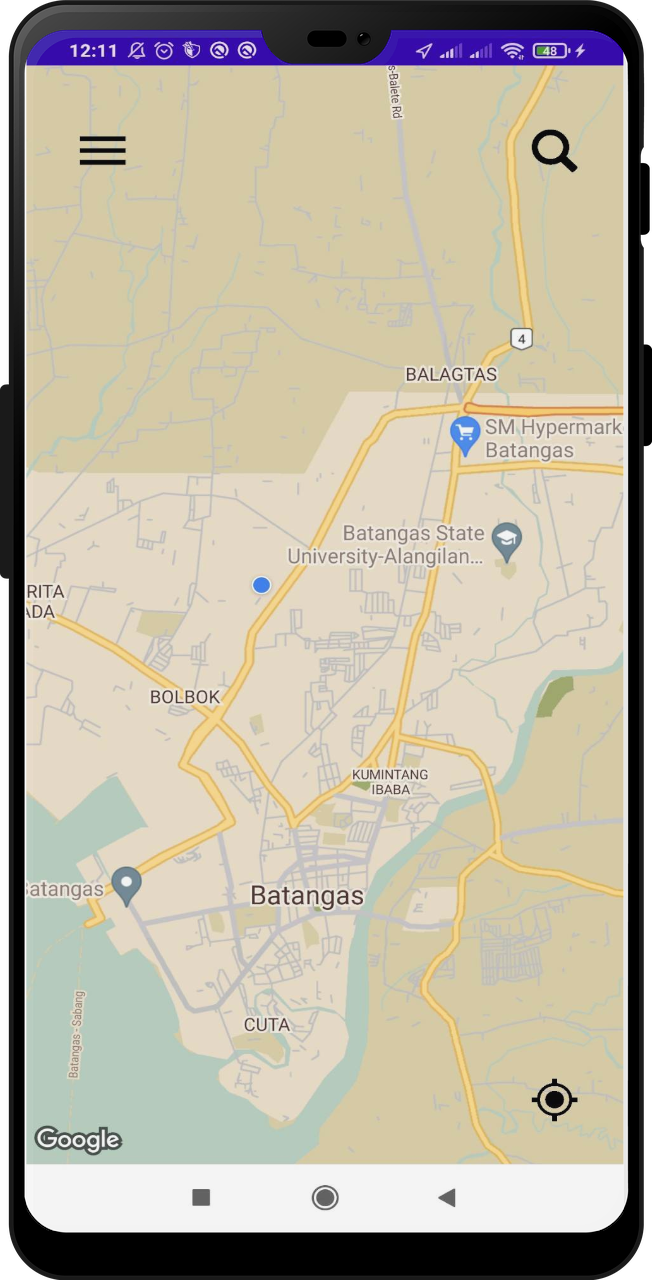 12:11
48
s-Balete Rd
4
BALAGTAS
SM Hypermark
Batangas
Batangas State
University-Alangilan...
RITA
ADA
BOLBOK
KUMINTANG
IBABA
Batangas
Batangas
CUTA
Batangas - Sabang
Google